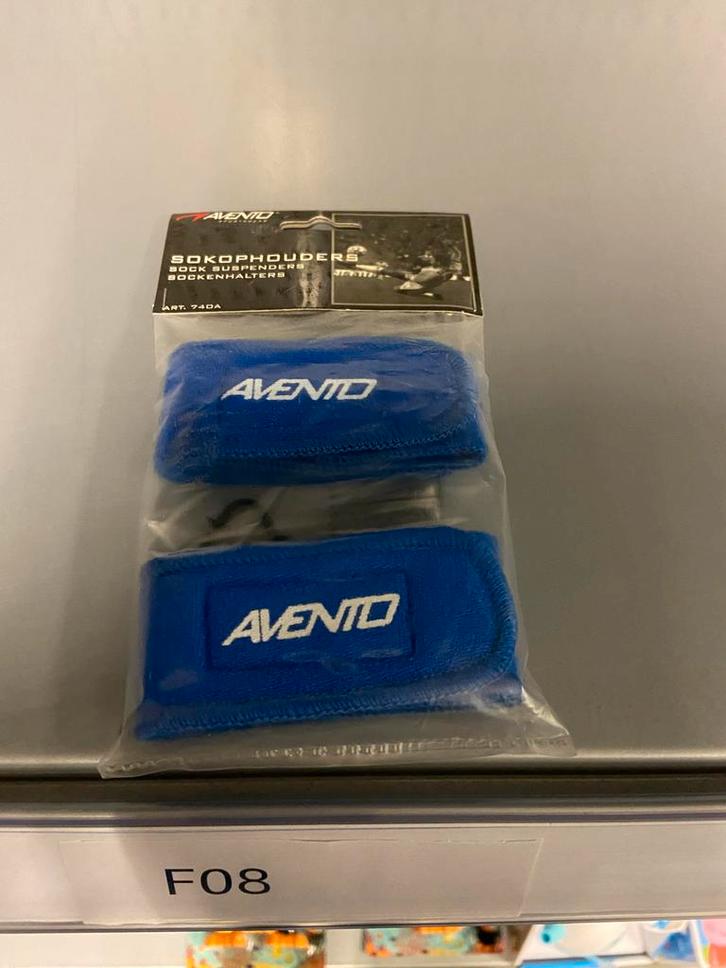 AVENTO
SOKOPHOUDERS
SOCK SUSPENDERS
SOCKENHALTERS
ART. 74OA
AVENTO
AVENTO
F08